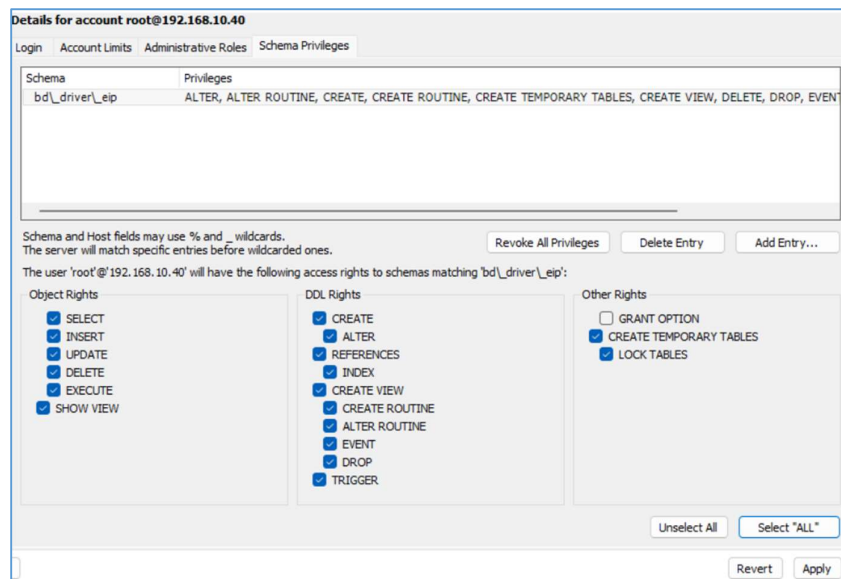 Details for account root@192.168.10.40
Login Account Limits Administrative Roles Schema Privileges
Schema Privileges
bd\_driver\_eip ALTER, ALTER ROUTINE, CREATE, CREATE ROUTINE, CREATE TEMPORARY TABLES, CREATE VIEW, DELETE, DROP, EVENT
Schema and Host fields may use % and _ wildcards.
The server will match specific entries before wildcarded ones.
Revoke All Privileges Delete Entry Add Entry...
The user 'root'@'192.168.10.40' will have the following access rights to schemas matching 'bd\_driver\_eip':
Object Rights DDL Rights Other Rights
SELECT CREATE GRANT OPTION
INSERT ALTER CREATE TEMPORARY TABLES
UPDATE REFERENCES LOCK TABLES
DELETE INDEX
EXECUTE CREATE VIEW
SHOW VIEW CREATE ROUTINE
ALTER ROUTINE
EVENT
DROP
TRIGGER
Unselect All Select "ALL"
Revert Apply